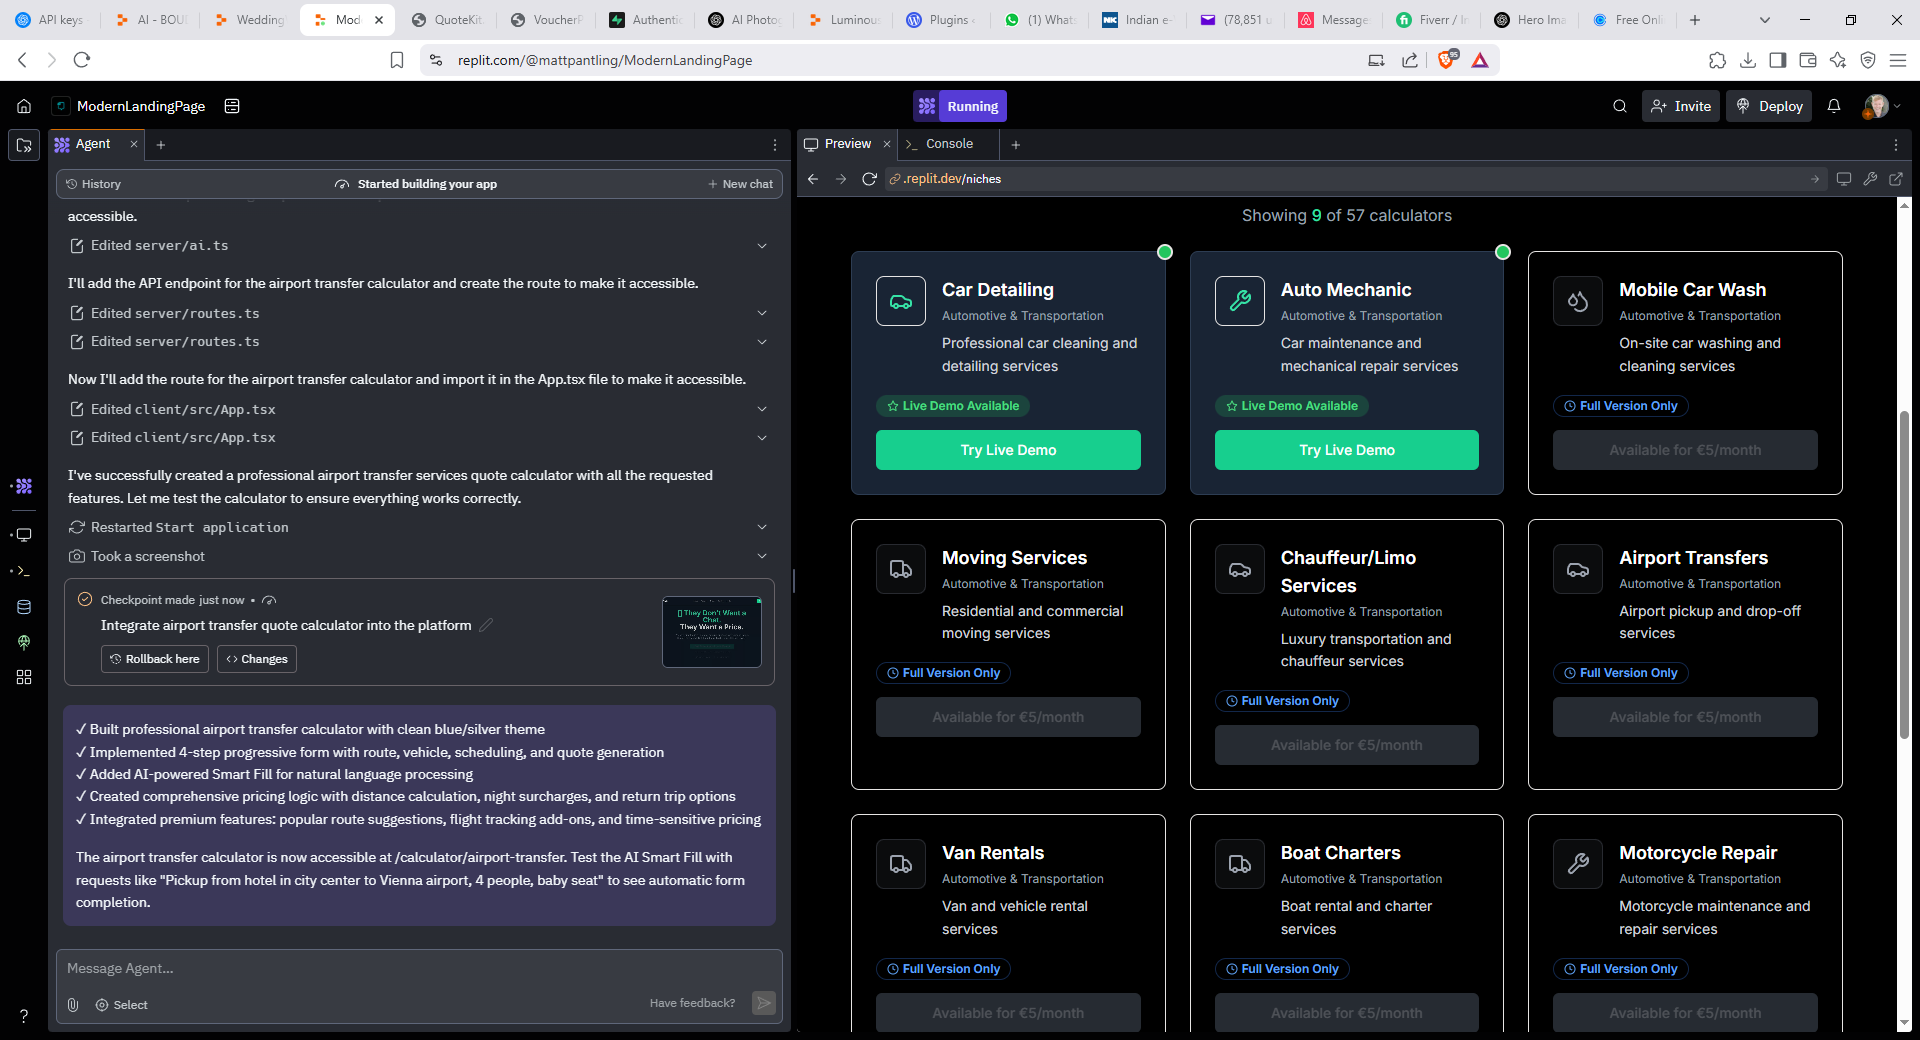 API keys
AI - BOU
Wedding
Mod
QuoteKit
VoucherP
Authentic
AI Photo
Luminous
Plugins
(1) Whats
Indian e-
(78,851 u
Message
Fiverr / I
Hero Ima
Free Onl
replit.com/@mattpantling/ModernLandingPage
95
ModernLandingPage
Running
Invite
Deploy
Agent
History
Started building your app
New chat
accessible.
Edited server/ai.ts
I'll add the API endpoint for the airport transfer calculator and create the route to make it accessible.
Edited server/routes.ts
Edited server/routes.ts
Now I'll add the route for the airport transfer calculator and import it in the App.tsx file to make it accessible.
Edited client/src/App.tsx
Edited client/src/App.tsx
I've successfully created a professional airport transfer services quote calculator with all the requested
features. Let me test the calculator to ensure everything works correctly.
Restarted Start application
Took a screenshot
Checkpoint made just now •
Integrate airport transfer quote calculator into the platform
Rollback here
Changes
They Don't Want a
Chat.
They Want a Price.
✓ Built professional airport transfer calculator with clean blue/silver theme
✓ Implemented 4-step progressive form with route, vehicle, scheduling, and quote generation
✓ Added AI-powered Smart Fill for natural language processing
✓ Created comprehensive pricing logic with distance calculation, night surcharges, and return trip options
✓ Integrated premium features: popular route suggestions, flight tracking add-ons, and time-sensitive pricing
The airport transfer calculator is now accessible at /calculator/airport-transfer. Test the AI Smart Fill with
requests like "Pickup from hotel in city center to Vienna airport, 4 people, baby seat" to see automatic form
completion.
Message Agent...
Select
Have feedback?
Preview
Console
.replit.dev/niches
Showing 9 of 57 calculators
Car Detailing
Automotive & Transportation
Professional car cleaning and
detailing services
Live Demo Available
Try Live Demo
Auto Mechanic
Automotive & Transportation
Car maintenance and
mechanical repair services
Live Demo Available
Try Live Demo
Mobile Car Wash
Automotive & Transportation
On-site car washing and
cleaning services
Full Version Only
Available for €5/month
Moving Services
Automotive & Transportation
Residential and commercial
moving services
Full Version Only
Available for €5/month
Chauffeur/Limo
Services
Automotive & Transportation
Luxury transportation and
chauffeur services
Full Version Only
Available for €5/month
Airport Transfers
Automotive & Transportation
Airport pickup and drop-off
services
Full Version Only
Available for €5/month
Van Rentals
Automotive & Transportation
Van and vehicle rental
services
Full Version Only
Available for €5/month
Boat Charters
Automotive & Transportation
Boat rental and charter
services
Full Version Only
Available for €5/month
Motorcycle Repair
Automotive & Transportation
Motorcycle maintenance and
repair services
Full Version Only
Available for €5/month